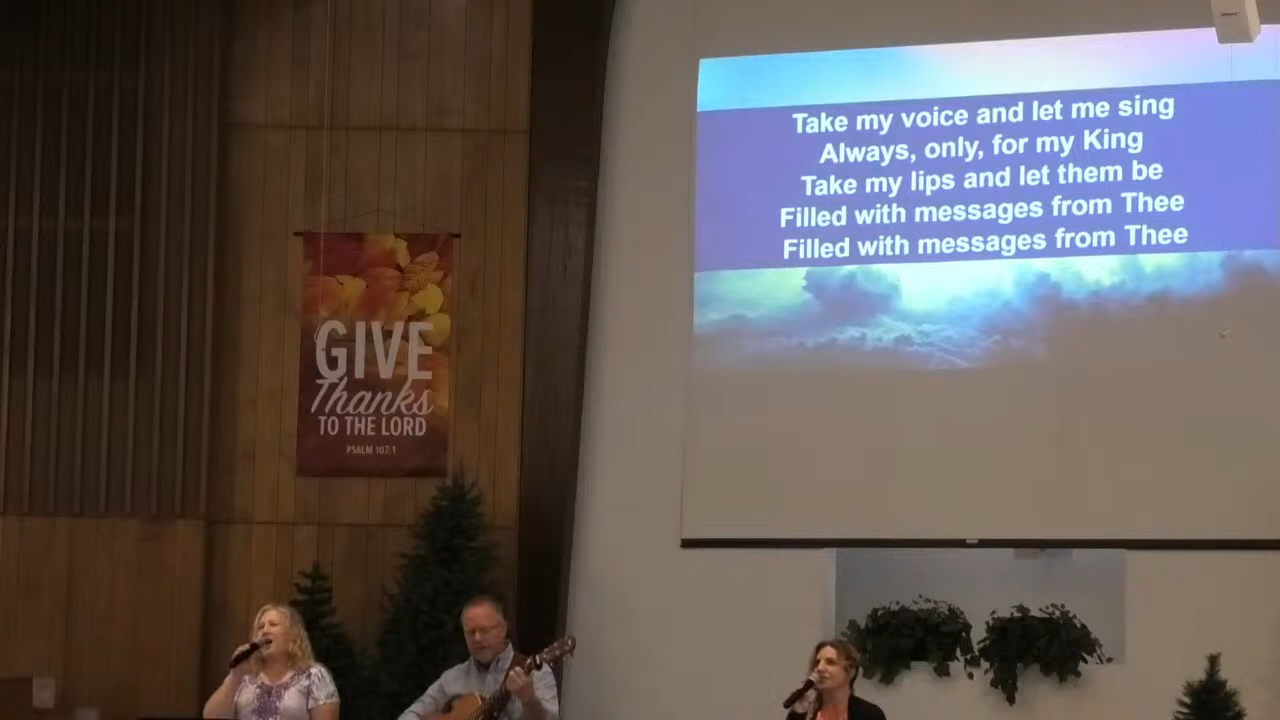 Take my voice and let me sing
Always, only, for my King
Take my lips and let them be
Filled with messages from Thee
Filled with messages from Thee
GIVE
Thanks
TO THE LORD
PSALM 107:1